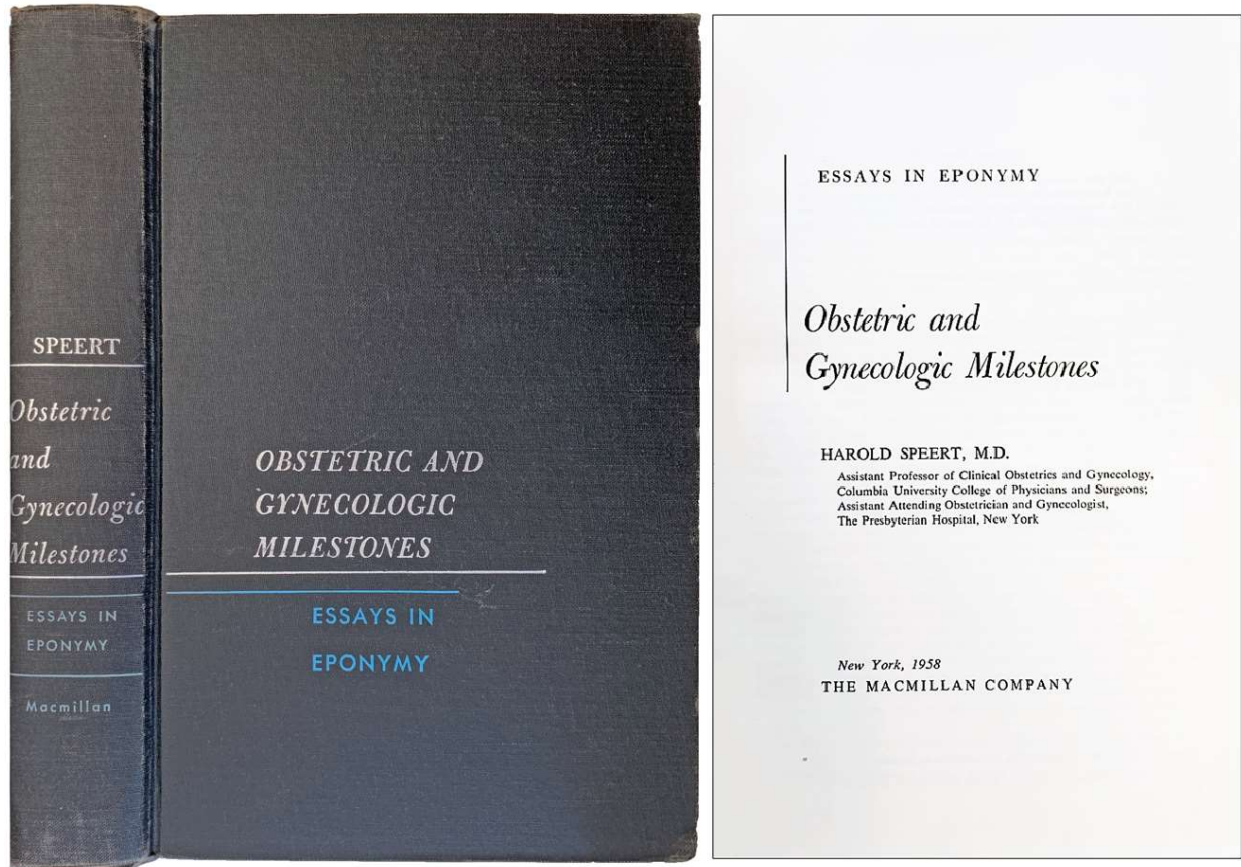 SPEERT
Obstetric
and
Gynecologic
Milestones
ESSAYS IN
EPONYMY
Macmillan
OBSTETRIC AND
GYNECOLOGIC
MILESTONES
ESSAYS IN
EPONYMY
ESSAYS IN EPONYMY
Obstetric and
Gynecologic Milestones
HAROLD SPEERT, M.D.
Assistant Professor of Clinical Obstetrics and Gynecology,
Columbia University College of Physicians and Surgeons;
Assistant Attending Obstetrician and Gynecologist,
The Presbyterian Hospital, New York
New York, 1958
THE MACMILLAN COMPANY